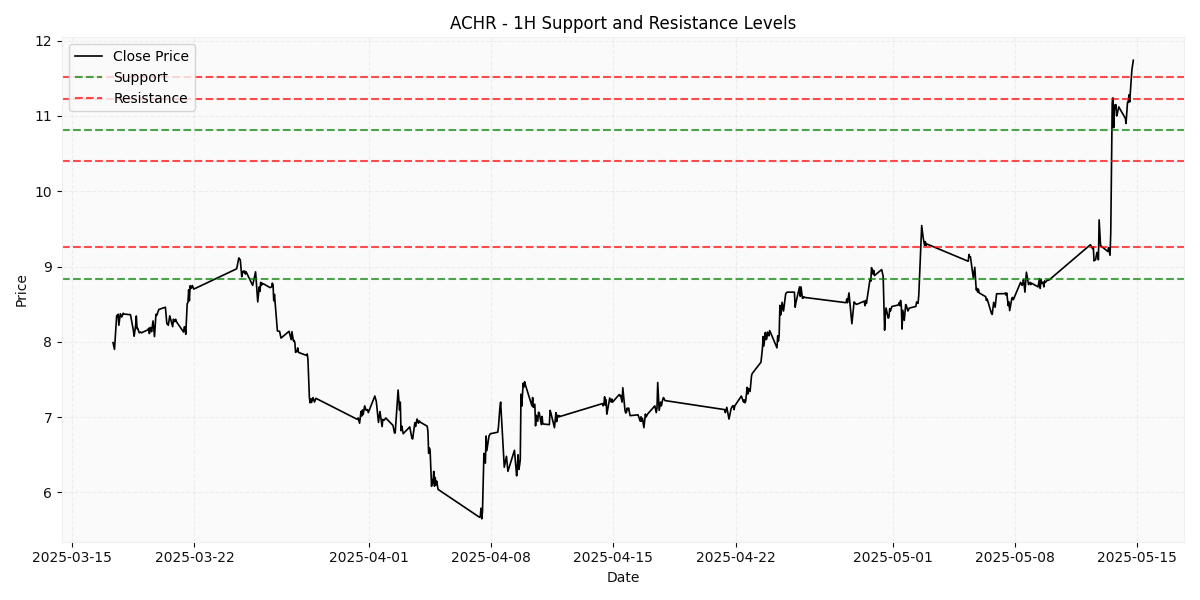 ACHR - 1H Support and Resistance Levels
Close Price
Support
Resistance
12
11
10
9
8
7
6
Price
2025-03-15 2025-03-22 2025-04-01 2025-04-08 2025-04-15 2025-04-22 2025-05-01 2025-05-08 2025-05-15
Date